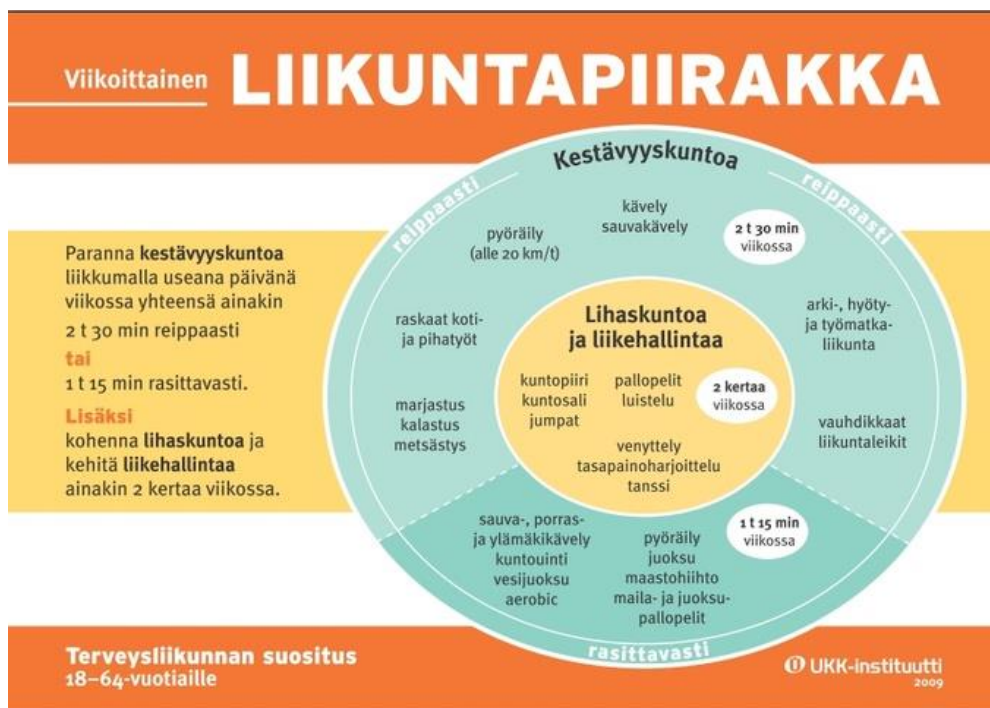 Viikoittainen LIIKUNTAPIIRAKKA
Paranna kestävyyskuntoa
liikkumalla useana päivänä
viikossa yhteensä ainakin
2 t 30 min reippaasti
tai
1 t 15 min rasittavasti.
Lisäksi
kohenna lihaskuntoa ja
kehitä liikehallintaa
ainakin 2 kertaa viikossa.
Kestävyyskuntoa
reippaasti
reippaasti
kävely
sauvakävely
2 t 30 min
viikossa
pyöräily
(alle 20 km/t)
arki-, hyöty-
ja työmatka-
liikunta
raskaat koti-
ja pihatyöt
marjastus
kalastus
metsästys
vauhdikkaat
liikuntaleikit
Lihaskuntoa
ja liikehallintaa
kuntopiiri
kuntosali
jumpat
pallopelit
luistelu
2 kertaa
viikossa
venyttely
tasapainoharjoittelu
tanssi
sauva-, porras-
ja ylämäkikävely
kuntouinti
vesijuoksu
aerobic
pyöräily
juoksu
maastohiihto
maila- ja juoksu-
pallopelit
1 t 15 min
viikossa
rasittavasti
Terveysliikunnan suositus
18–64-vuotiaille
UKK-instituutti
2009